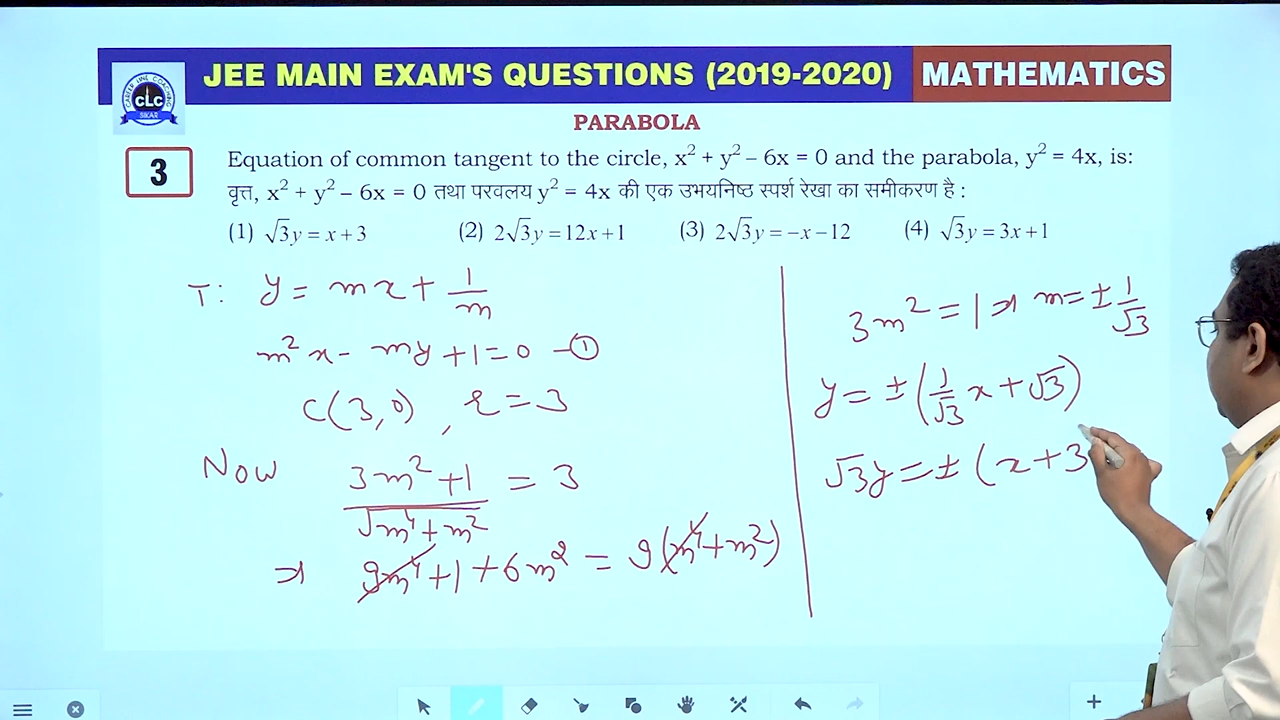 JEE MAIN EXAM'S QUESTIONS (2019-2020) MATHEMATICS
CLC
SIKAR
PARABOLA
3
Equation of common tangent to the circle, x² + y² – 6x = 0 and the parabola, y² = 4x, is:
वृत्त, x² + y² – 6x = 0 तथा परवलय y² = 4x की एक उभयनिष्ठ स्पर्श रेखा का समीकरण है :
(1) √3y = x + 3 (2) 2√3y = 12x + 1 (3) 2√3y = –x – 12 (4) √3y = 3x + 1
T: y = mx + 1/m
m²x - my + 1 = 0 –①
C(3,0), r = 3
Now (3m² + 1)/√(m⁴ + m²) = 3
⇒ 9m⁴ + 1 + 6m² = 9(m⁴ + m²)
3m² = 1 ⇒ m = ± 1/√3
y = ± (1/√3 x + √3)
√3y = ± (x + 3